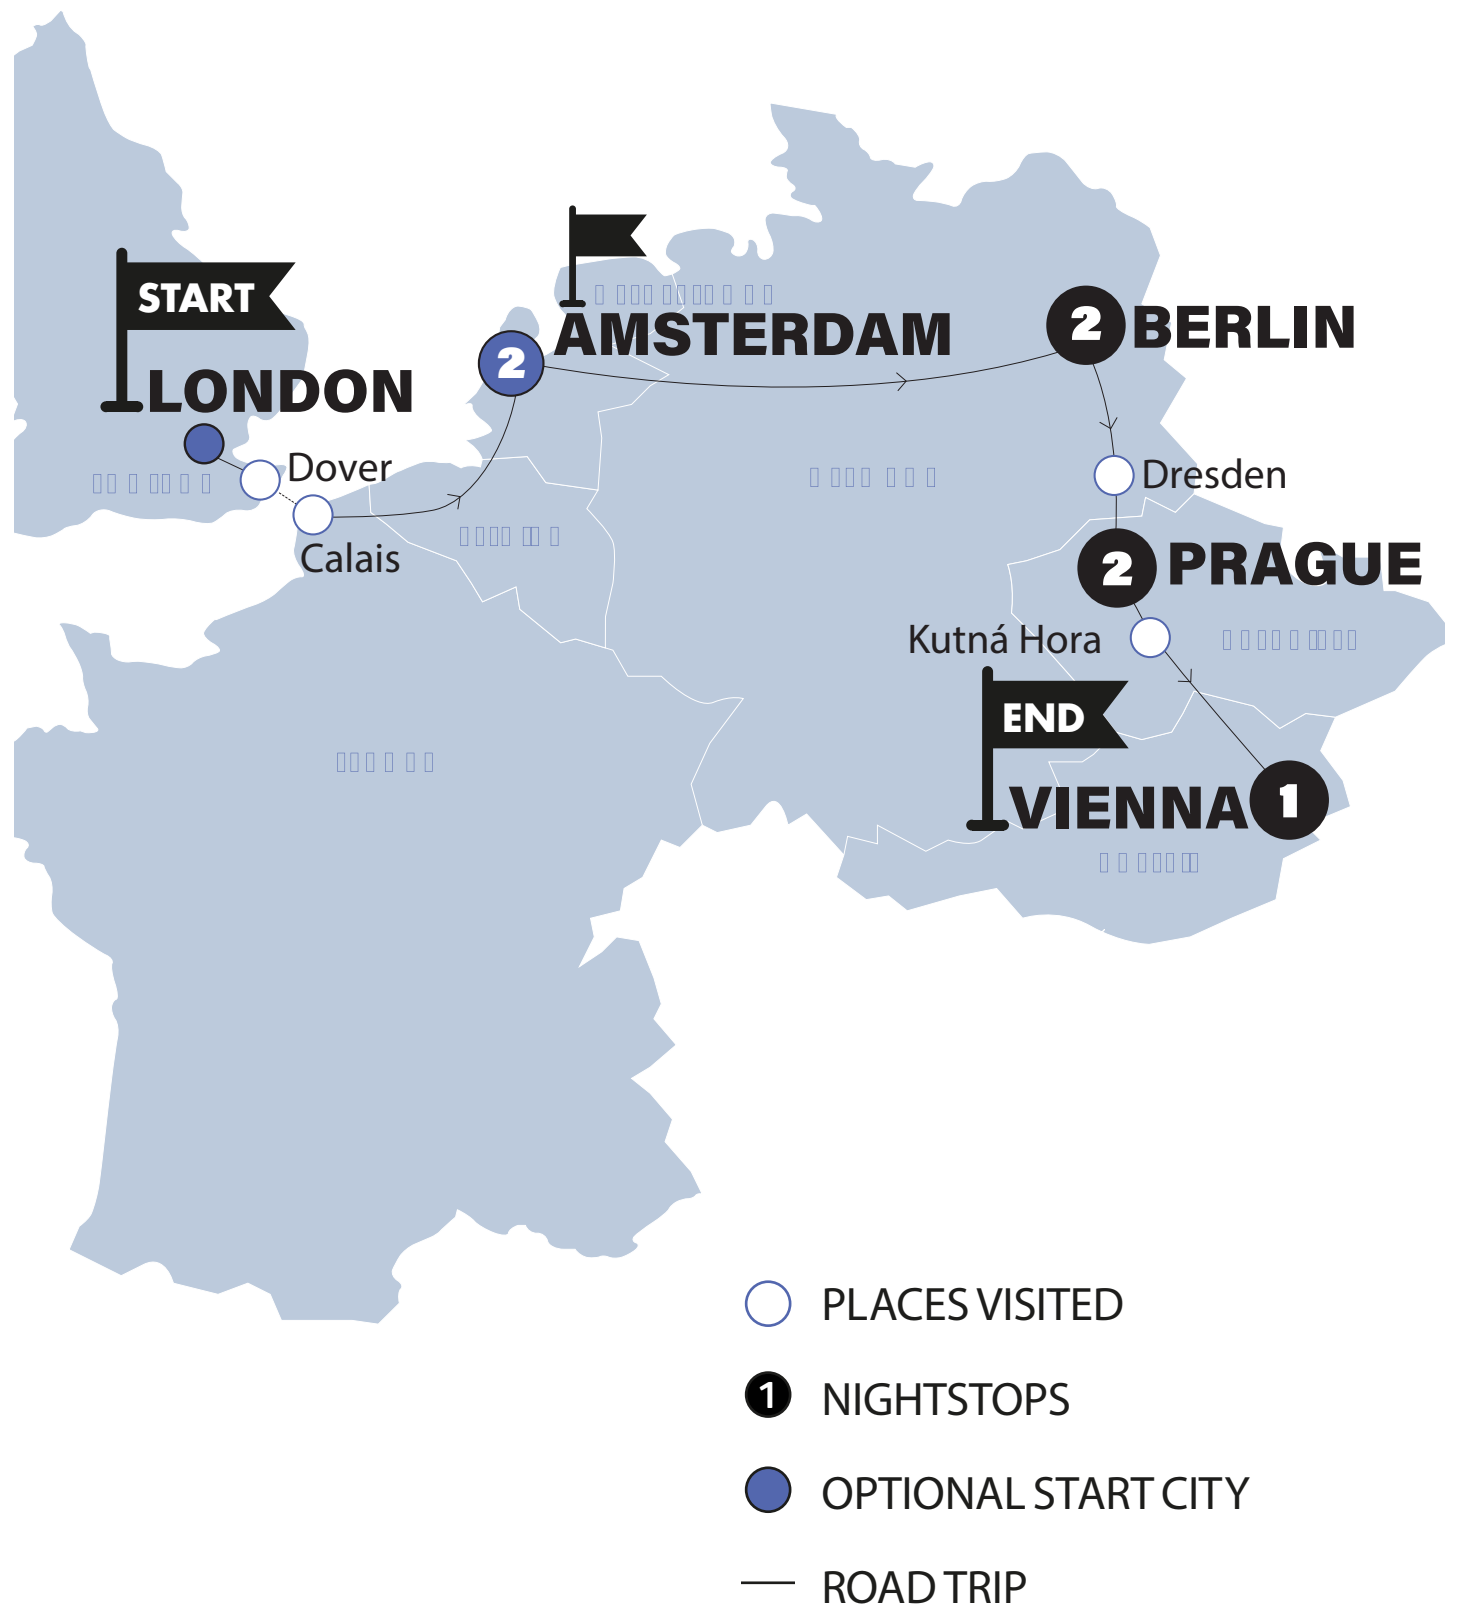 START
LONDON
AMSTERDAM
2
2
BERLIN
Dover
Calais
Dresden
2
PRAGUE
Kutná Hora
END
VIENNA
1
PLACES VISITED
1
NIGHTSTOPS
OPTIONAL START CITY
ROAD TRIP